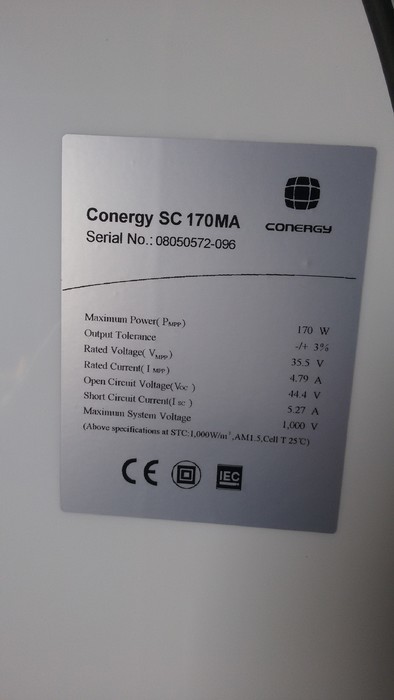 CONERGY
Conergy SC 170MA
Serial No.: 08050572-096
Maximum Power( PMPP) 170 W
Output Tolerance -/+ 3%
Rated Voltage( VMPP) 35.5 V
Rated Current( I MPP) 4.79 A
Open Circuit Voltage(Voc ) 44.4 V
Short Circuit Current(I sc ) 5.27 A
Maximum System Voltage 1,000 V
(Above specifications at STC:1,000W/m²,AM1.5,Cell T 25℃)
CE IEC